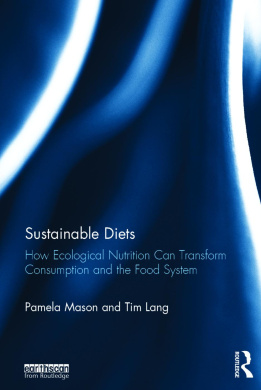 Sustainable Diets
How Ecological Nutrition Can Transform
Consumption and the Food System
Pamela Mason and Tim Lang
earthscan
from Routledge
ROUTLEDGE